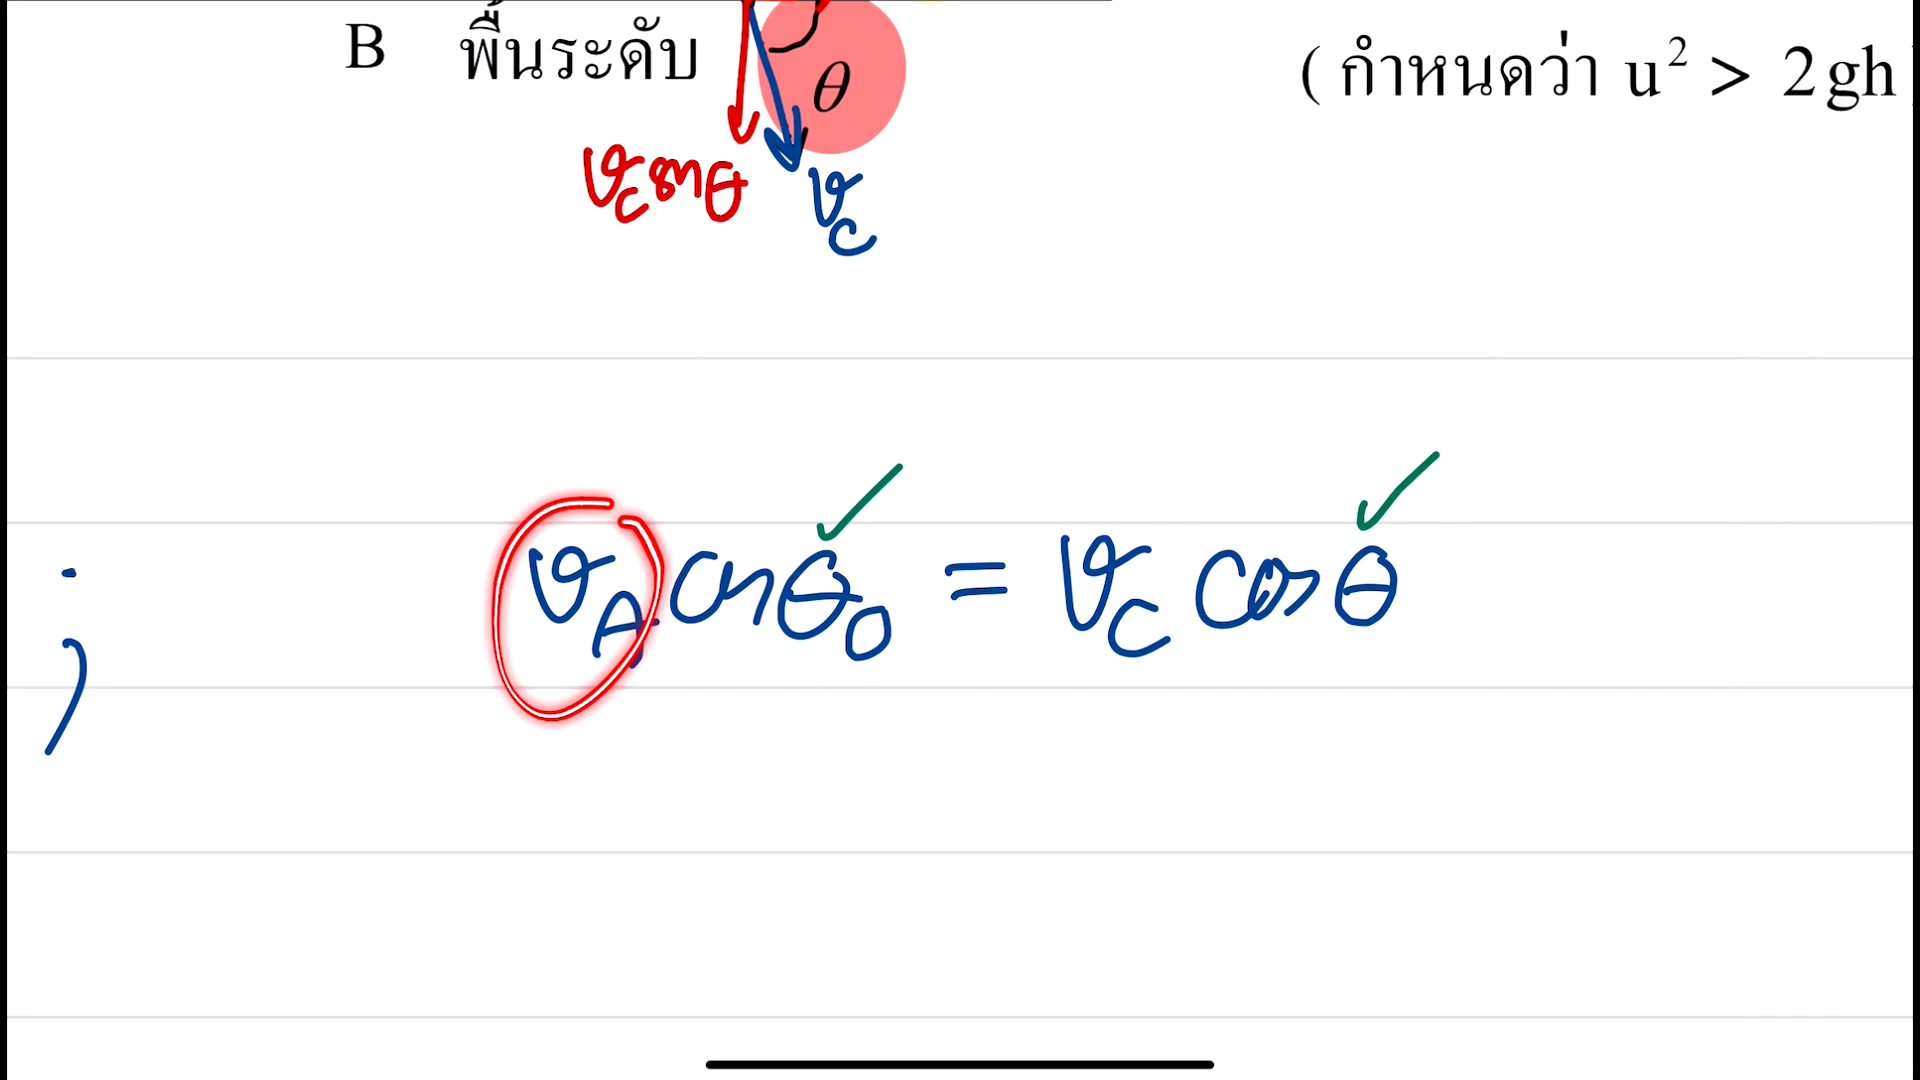 B พื้นระดับ θ ( กำหนดว่า u² > 2gh
v_c sinθ v_c
; v_A cosθ₀ = v_c cosθ